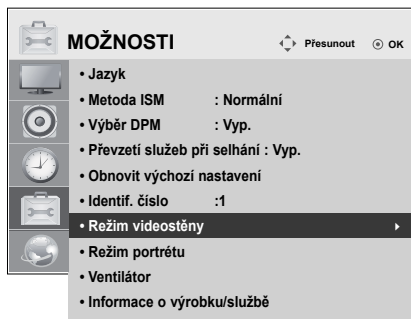 MOŽNOSTI Přesunout OK
• Jazyk
• Metoda ISM : Normální
• Výběr DPM : Vyp.
• Převzetí služeb při selhání : Vyp.
• Obnovit výchozí nastavení
• Identif. číslo :1
• Režim videostěny
• Režim portrétu
• Ventilátor
• Informace o výrobku/službě